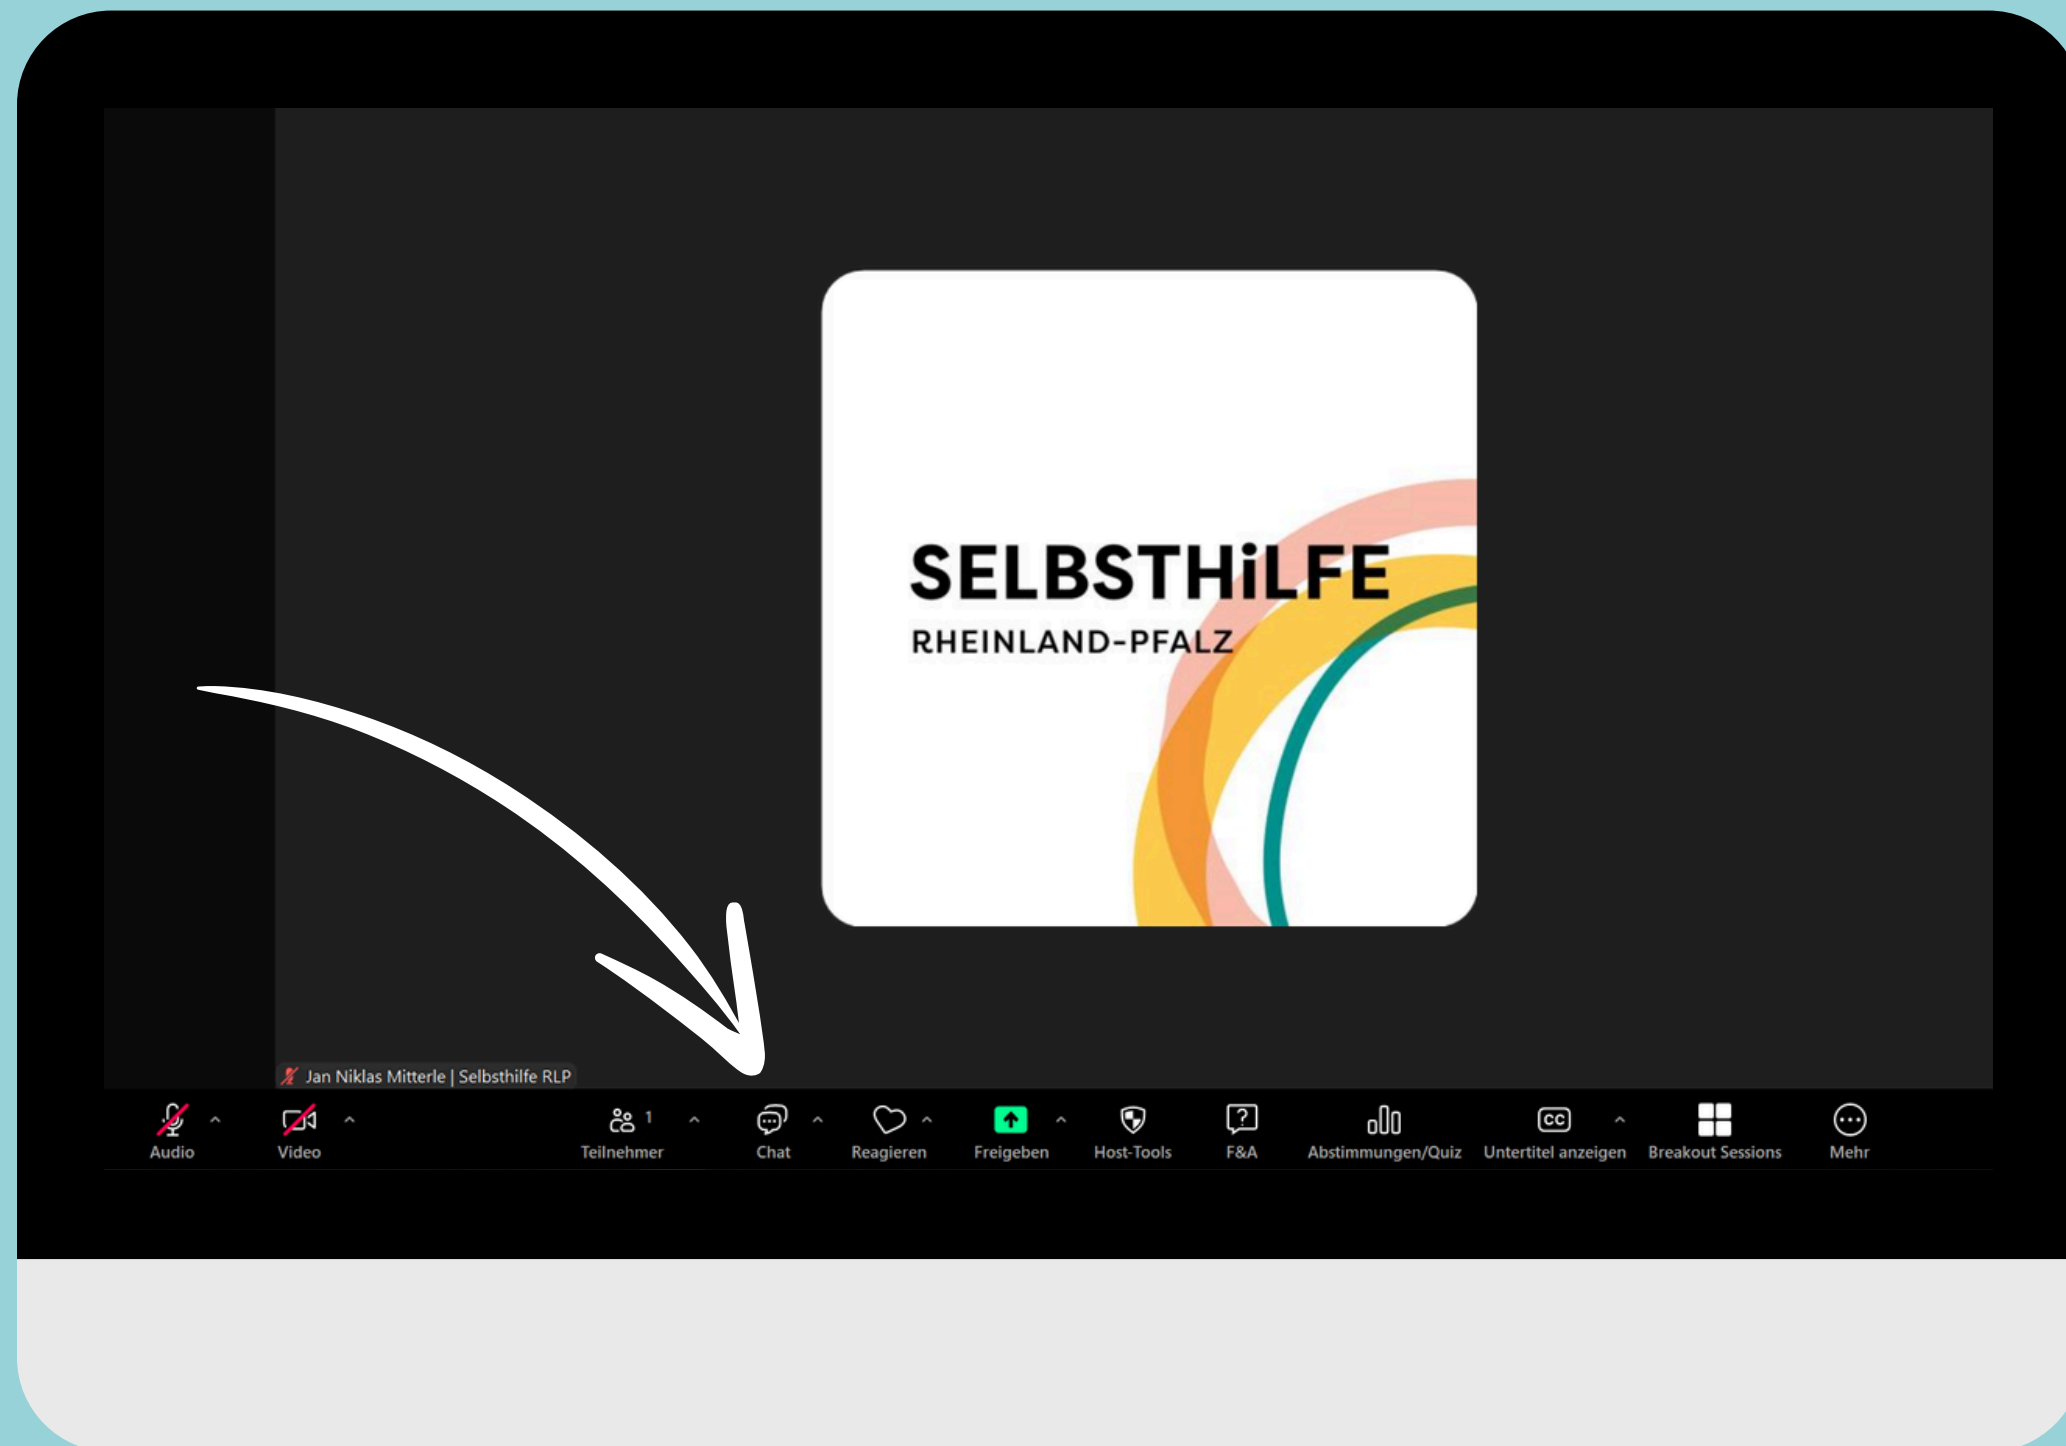 SELBSTHiLFE
RHEINLAND-PFALZ
Jan Niklas Mitterle | Selbsthilfe RLP
1
CC
Audio Video Teilnehmer Chat Reagieren Freigeben Host-Tools F&A Abstimmungen/Quiz Untertitel anzeigen Breakout Sessions Mehr